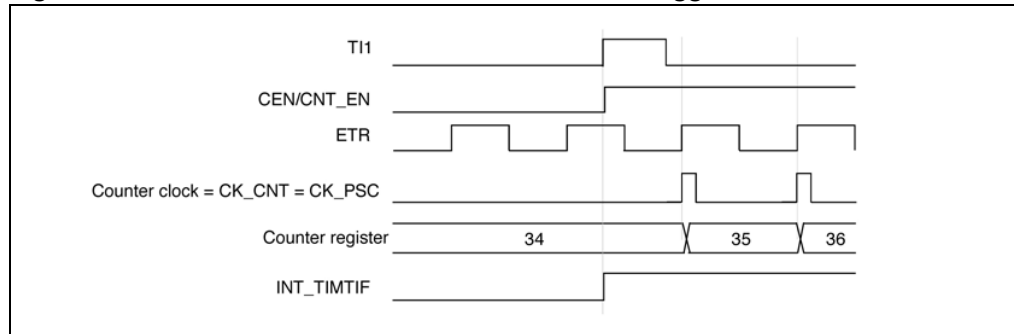 TI1
CEN/CNT_EN
ETR
Counter clock = CK_CNT = CK_PSC
Counter register
34
35
36
INT_TIMTIF